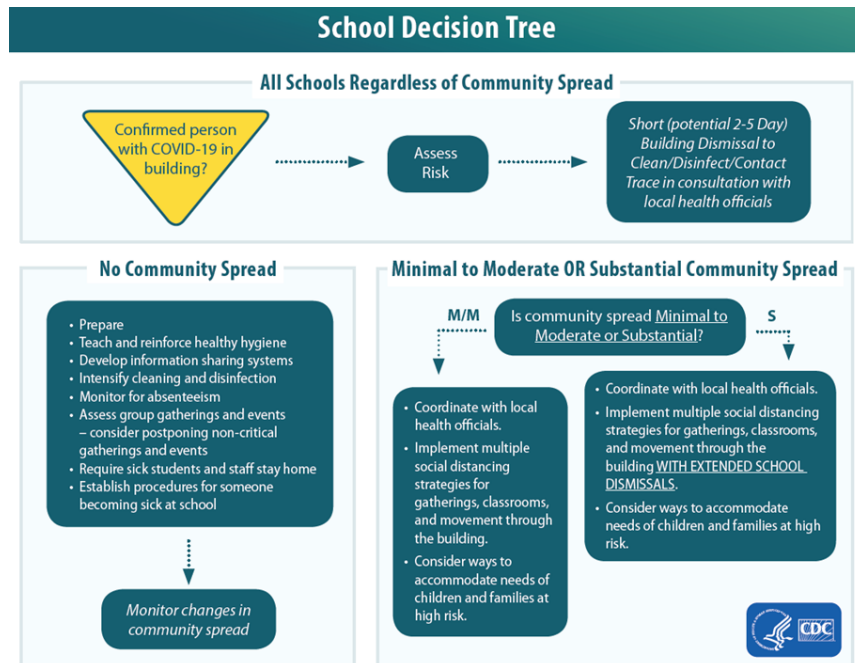 School Decision Tree
All Schools Regardless of Community Spread
Confirmed person
with COVID-19 in
building?
Assess
Risk
Short (potential 2-5 Day)
Building Dismissal to
Clean/Disinfect/Contact
Trace in consultation with
local health officials
No Community Spread
• Prepare
• Teach and reinforce healthy hygiene
• Develop information sharing systems
• Intensify cleaning and disinfection
• Monitor for absenteeism
• Assess group gatherings and events
– consider postponing non-critical
gatherings and events
• Require sick students and staff stay home
• Establish procedures for someone
becoming sick at school
Monitor changes in
community spread
Minimal to Moderate OR Substantial Community Spread
M/M
Is community spread Minimal to
Moderate or Substantial?
S
• Coordinate with local
health officials.
• Implement multiple
social distancing
strategies for
gatherings, classrooms,
and movement through
the building.
• Consider ways to
accommodate needs of
children and families at
high risk.
• Coordinate with local health officials.
• Implement multiple social distancing
strategies for gatherings, classrooms,
and movement through the
building WITH EXTENDED SCHOOL
DISMISSALS.
• Consider ways to accommodate
needs of children and families at high
risk.
CDC